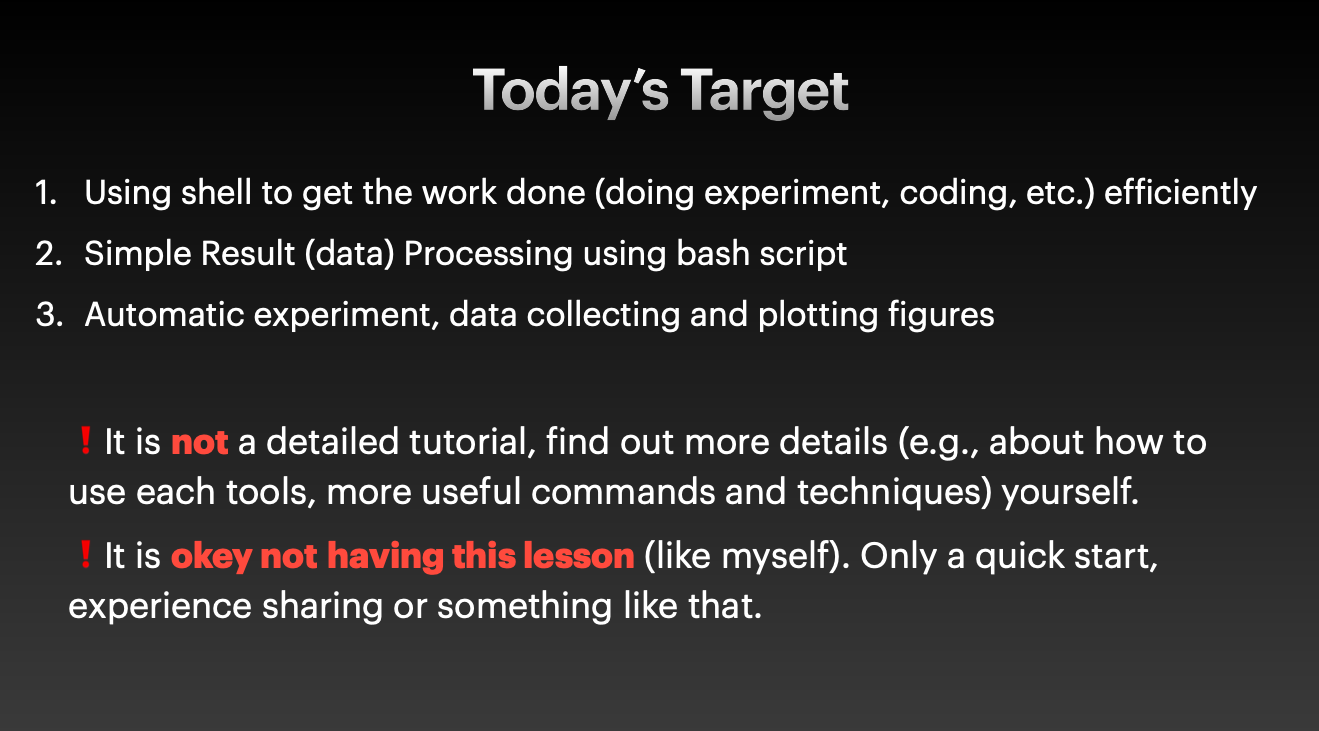 Today’s Target
1. Using shell to get the work done (doing experiment, coding, etc.) efficiently
2. Simple Result (data) Processing using bash script
3. Automatic experiment, data collecting and plotting figures
❗It is not a detailed tutorial, find out more details (e.g., about how to
use each tools, more useful commands and techniques) yourself.
❗It is okey not having this lesson (like myself). Only a quick start,
experience sharing or something like that.